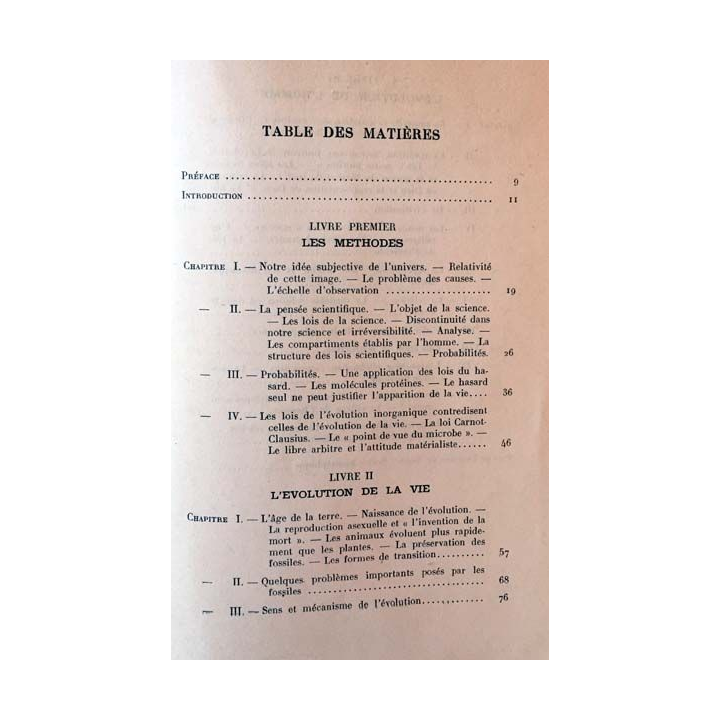 TABLE DES MATIÈRES
PRÉFACE .......................................................... 9
INTRODUCTION .................................................. 11
LIVRE PREMIER
LES METHODES
CHAPITRE I. — Notre idée subjective de l'univers. — Relativité
de cette image. — Le problème des causes. —
L'échelle d'observation ...................... 19
— II. — La pensée scientifique. — L'objet de la science.
— Les lois de la science. — Discontinuité dans
notre science et irréversibilité. — Analyse. —
Les compartiments établis par l'homme. — La
structure des lois scientifiques. — Probabilités. 26
— III. — Probabilités. — Une application des lois du ha-
sard. — Les molécules protéines. — Le hasard
seul ne peut justifier l'apparition de la vie.... 36
— IV. — Les lois de l'évolution inorganique contredisent
celles de l'évolution de la vie. — La loi Carnot-
Clausius. — Le « point de vue du microbe ». —
Le libre arbitre et l'attitude matérialiste...... 46
LIVRE II
L'EVOLUTION DE LA VIE
CHAPITRE I. — L'âge de la terre. — Naissance de l'évolution. —
La reproduction asexuelle et « l'invention de la
mort ». — Les animaux évoluent plus rapide-
ment que les plantes. — La préservation des
fossiles. — Les formes de transition.......... 57
— II. — Quelques problèmes importants posés par les
fossiles .................................... 68
— III. — Sens et mécanisme de l'évolution............. 76